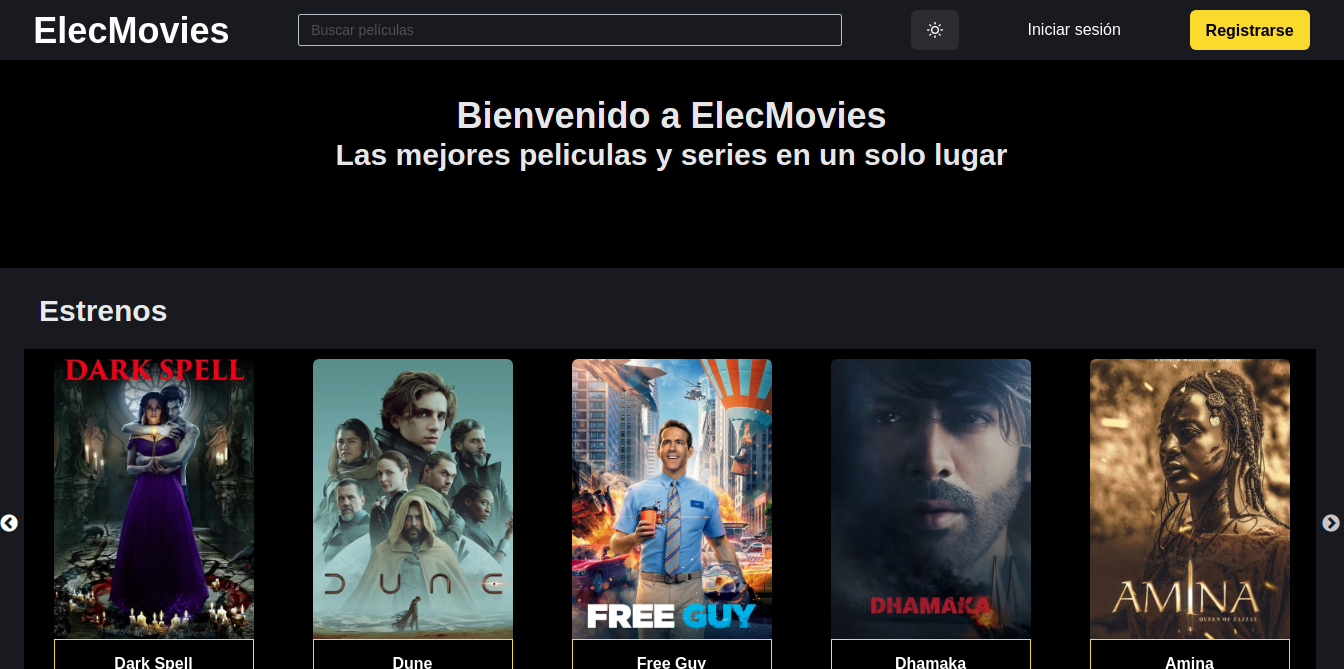 ElecMovies
Buscar películas
Iniciar sesión
Registrarse
Bienvenido a ElecMovies
Las mejores peliculas y series en un solo lugar
Estrenos
DARK SPELL
DUNE
FREE GUY
DHAMAKA
AMINA
QUEEN OF ZAZZAU
Dark Spell
Dune
Free Guy
Dhamaka
Amina